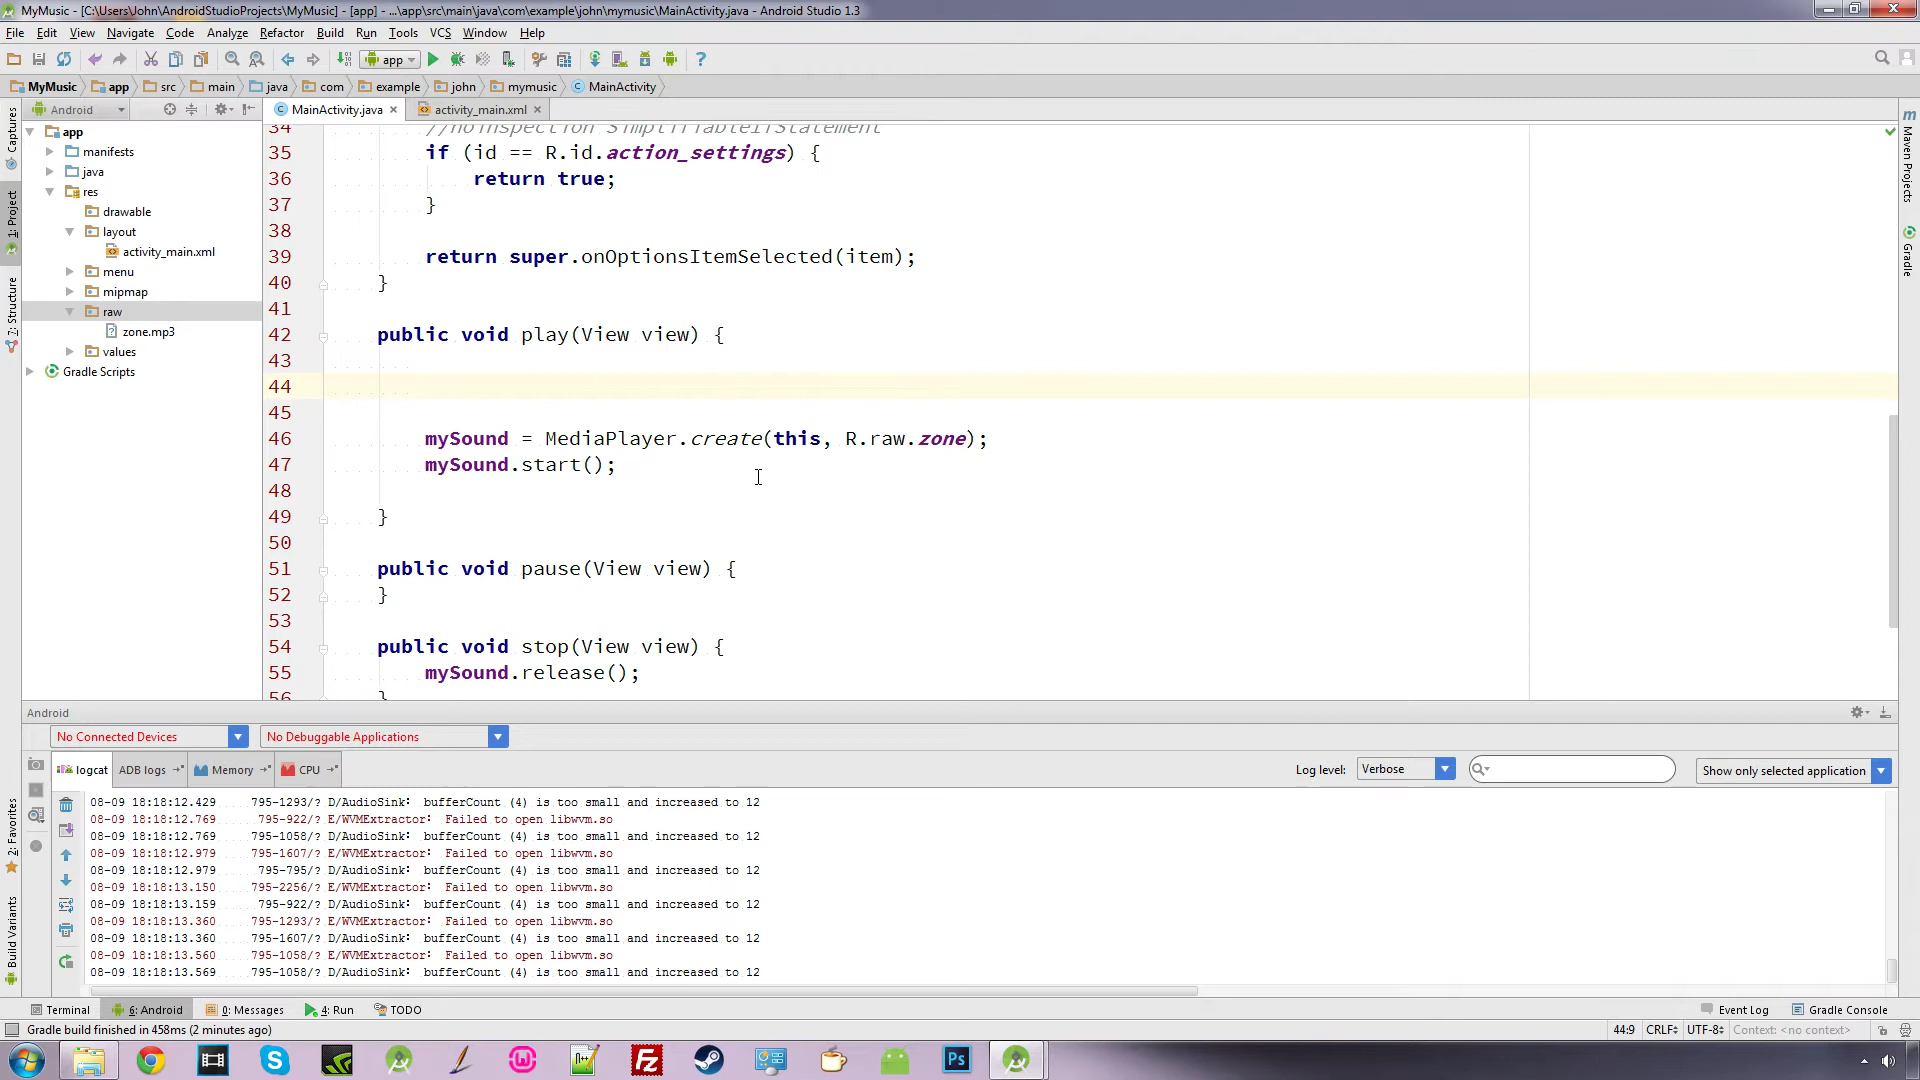 MyMusic - [C:\Users\John\AndroidStudioProjects\MyMusic] - [app] - ...\app\src\main\java\com\example\john\mymusic\MainActivity.java - Android Studio 1.3
File Edit View Navigate Code Analyze Refactor Build Run Tools VCS Window Help
app
MyMusic app src main java com example john mymusic MainActivity
Android MainActivity.java activity_main.xml
Captures
1: Project
7: Structure
2: Favorites
Build Variants
Maven Projects
Gradle
app
manifests
java
res
drawable
layout
activity_main.xml
menu
mipmap
raw
zone.mp3
values
Gradle Scripts
34 //noinspection SimplifiableIfStatement
35 if (id == R.id.action_settings) {
36 return true;
37 }
38
39 return super.onOptionsItemSelected(item);
40 }
41
42 public void play(View view) {
43
44
45
46 mySound = MediaPlayer.create(this, R.raw.zone);
47 mySound.start();
48
49 }
50
51 public void pause(View view) {
52 }
53
54 public void stop(View view) {
55 mySound.release();
56 }
Android
No Connected Devices No Debuggable Applications
logcat ADB logs Memory CPU Log level: Verbose Show only selected application
08-09 18:18:12.429 795-1293/? D/AudioSink: bufferCount (4) is too small and increased to 12
08-09 18:18:12.769 795-922/? E/WVMExtractor: Failed to open libwvm.so
08-09 18:18:12.769 795-1058/? D/AudioSink: bufferCount (4) is too small and increased to 12
08-09 18:18:12.979 795-1607/? E/WVMExtractor: Failed to open libwvm.so
08-09 18:18:12.979 795-795/? D/AudioSink: bufferCount (4) is too small and increased to 12
08-09 18:18:13.150 795-2256/? E/WVMExtractor: Failed to open libwvm.so
08-09 18:18:13.159 795-922/? D/AudioSink: bufferCount (4) is too small and increased to 12
08-09 18:18:13.360 795-1293/? E/WVMExtractor: Failed to open libwvm.so
08-09 18:18:13.360 795-1607/? D/AudioSink: bufferCount (4) is too small and increased to 12
08-09 18:18:13.560 795-1058/? E/WVMExtractor: Failed to open libwvm.so
08-09 18:18:13.569 795-1058/? D/AudioSink: bufferCount (4) is too small and increased to 12
Terminal 6: Android 0: Messages 4: Run TODO Event Log Gradle Console
Gradle build finished in 458ms (2 minutes ago) 44:9 CRLF UTF-8 Context: <no context>
Fz Ps